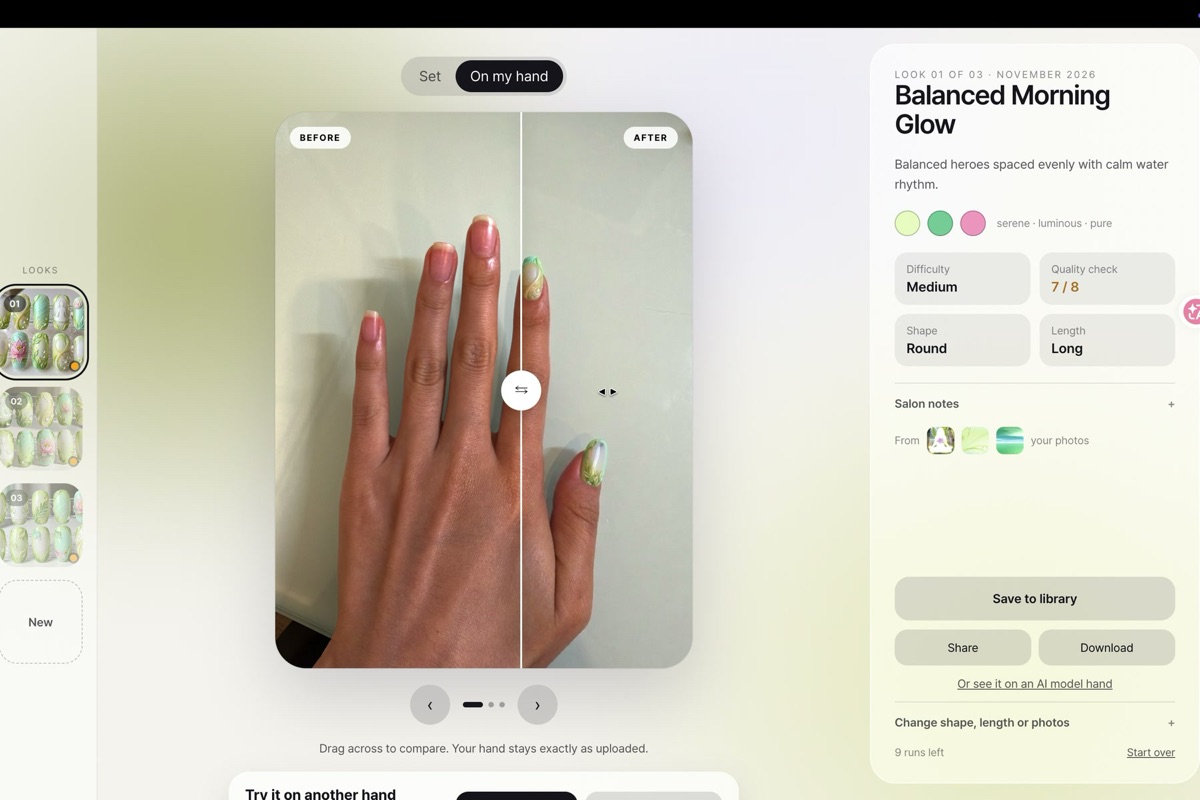 Set
On my hand
BEFORE
AFTER
LOOKS
01
02
03
New
‹
›
Drag across to compare. Your hand stays exactly as uploaded.
Try it on another hand
LOOK 01 OF 03 · NOVEMBER 2026
Balanced Morning
Glow
Balanced heroes spaced evenly with calm water
rhythm.
serene · luminous · pure
Difficulty
Medium
Quality check
7 / 8
Shape
Round
Length
Long
Salon notes +
From your photos
Save to library
Share
Download
Or see it on an AI model hand
Change shape, length or photos +
9 runs left
Start over